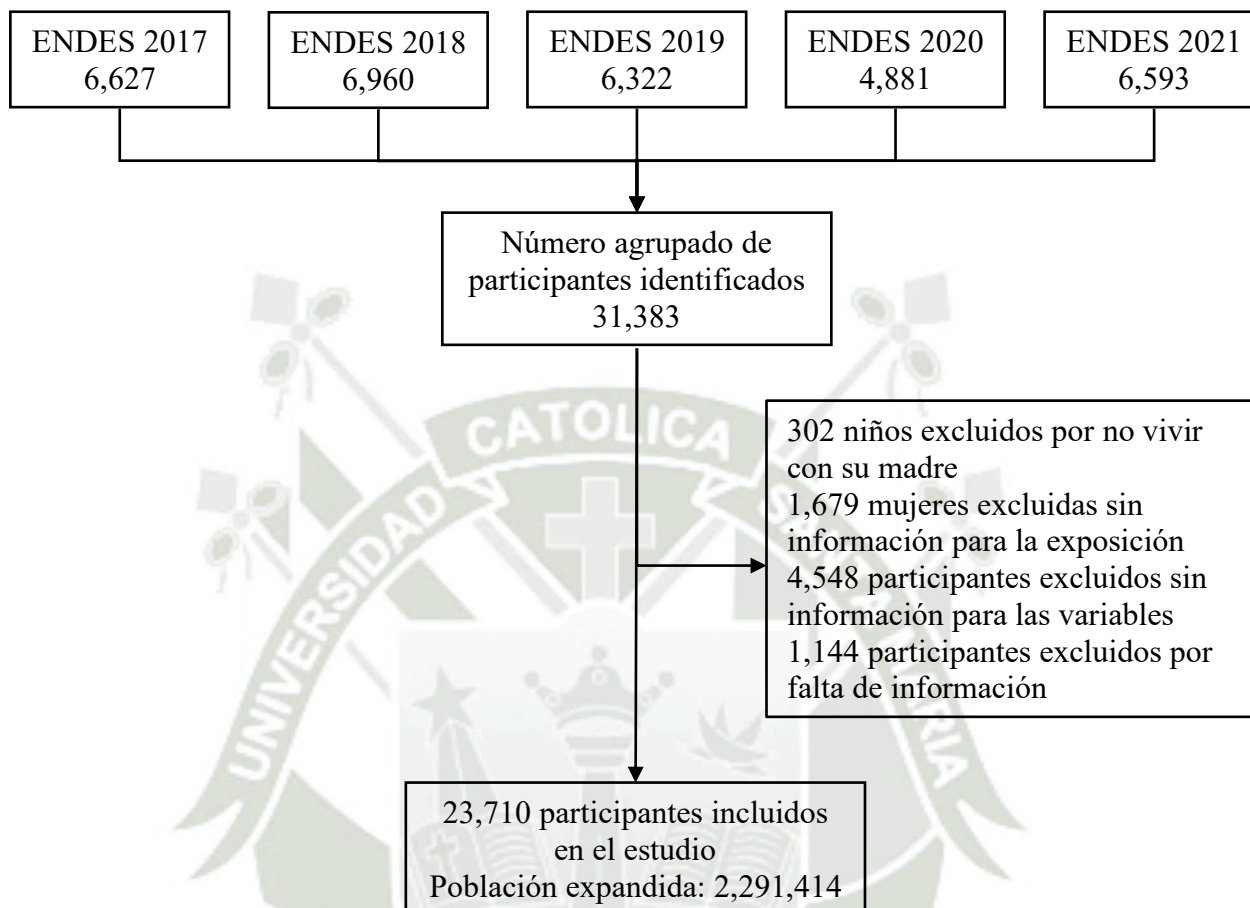 ENDES 2017
6,627
ENDES 2018
6,960
ENDES 2019
6,322
ENDES 2020
4,881
ENDES 2021
6,593
Número agrupado de
participantes identificados
31,383
302 niños excluidos por no vivir
con su madre
1,679 mujeres excluidas sin
información para la exposición
4,548 participantes excluidos sin
información para las variables
1,144 participantes excluidos por
falta de información
23,710 participantes incluidos
en el estudio
Población expandida: 2,291,414
UNIVERSIDAD
CATOLICA